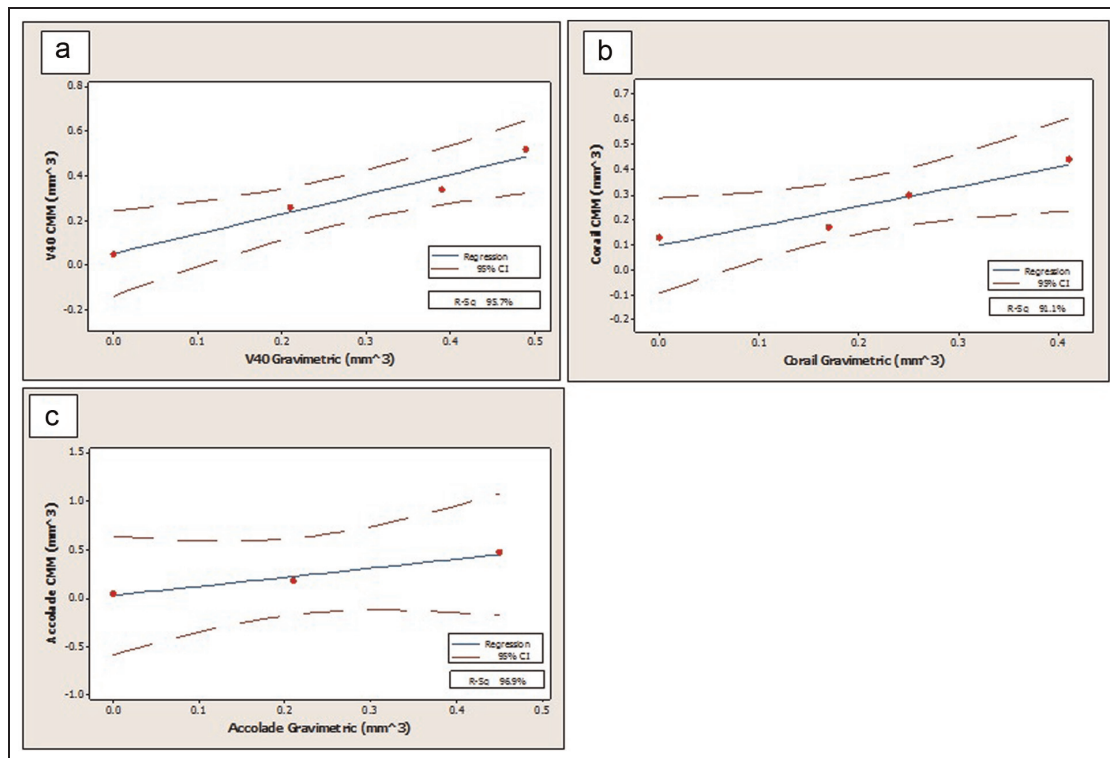 a
0.8
0.6
0.4
0.2
0.0
-0.2
V40 CMM (mm^3)
Regression
95% CI
R-Sq 95.7%
0.0 0.1 0.2 0.3 0.4 0.5
V40 Gravimetric (mm^3)
b
0.7
0.6
0.5
0.4
0.3
0.2
0.1
0.0
-0.1
-0.2
Corail CMM (mm^3)
Regression
95% CI
R-Sq 91.1%
0.0 0.1 0.2 0.3 0.4
Corail Gravimetric (mm^3)
c
1.5
1.0
0.5
0.0
-0.5
-1.0
Accolade CMM (mm^3)
Regression
95% CI
R-Sq 96.9%
0.0 0.1 0.2 0.3 0.4 0.5
Accolade Gravimetric (mm^3)